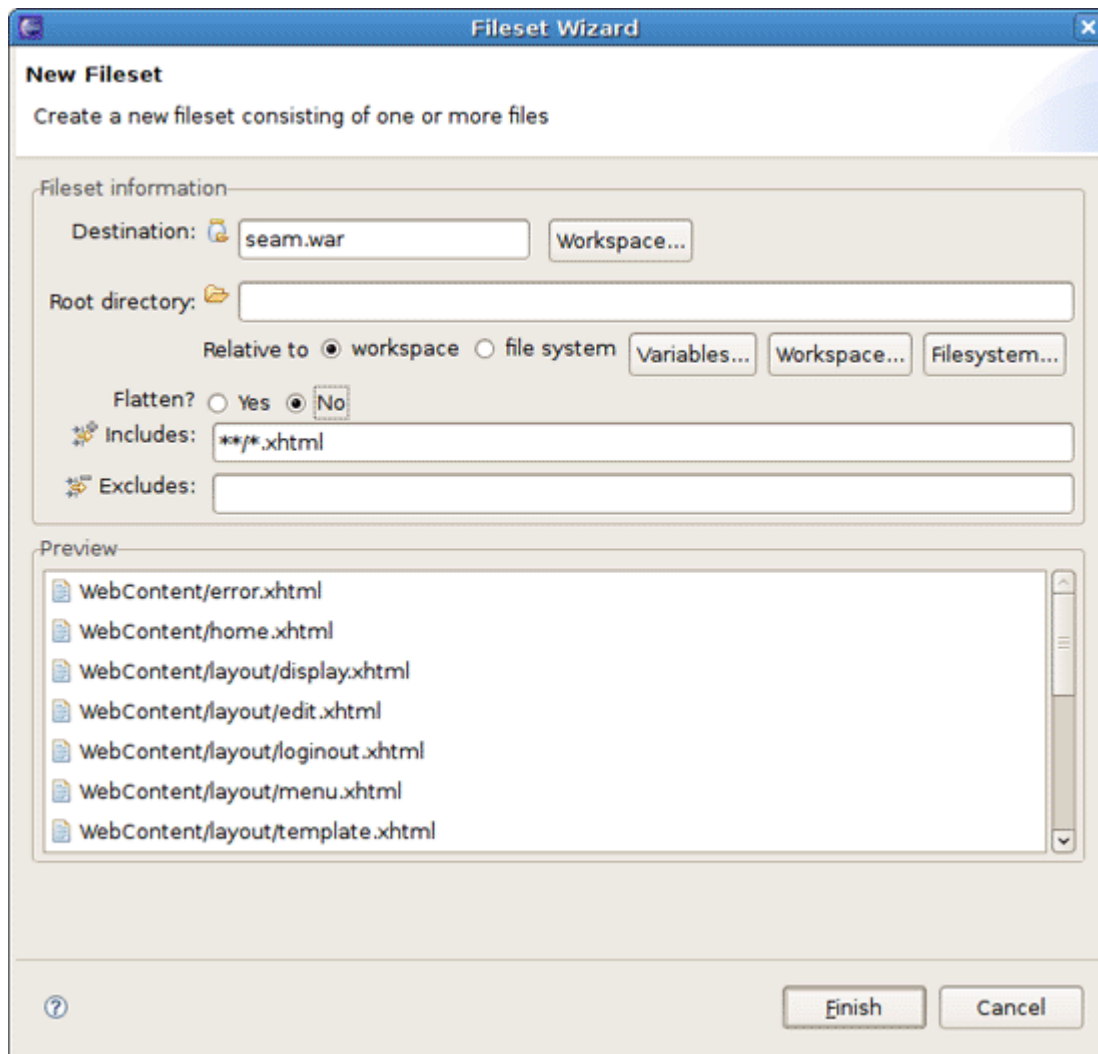 Fileset Wizard
New Fileset
Create a new fileset consisting of one or more files
Fileset information
Destination: seam.war Workspace...
Root directory:
Relative to workspace file system Variables... Workspace... Filesystem...
Flatten? Yes No
Includes: **/*.xhtml
Excludes:
Preview
WebContent/error.xhtml
WebContent/home.xhtml
WebContent/layout/display.xhtml
WebContent/layout/edit.xhtml
WebContent/layout/loginout.xhtml
WebContent/layout/menu.xhtml
WebContent/layout/template.xhtml
Finish Cancel